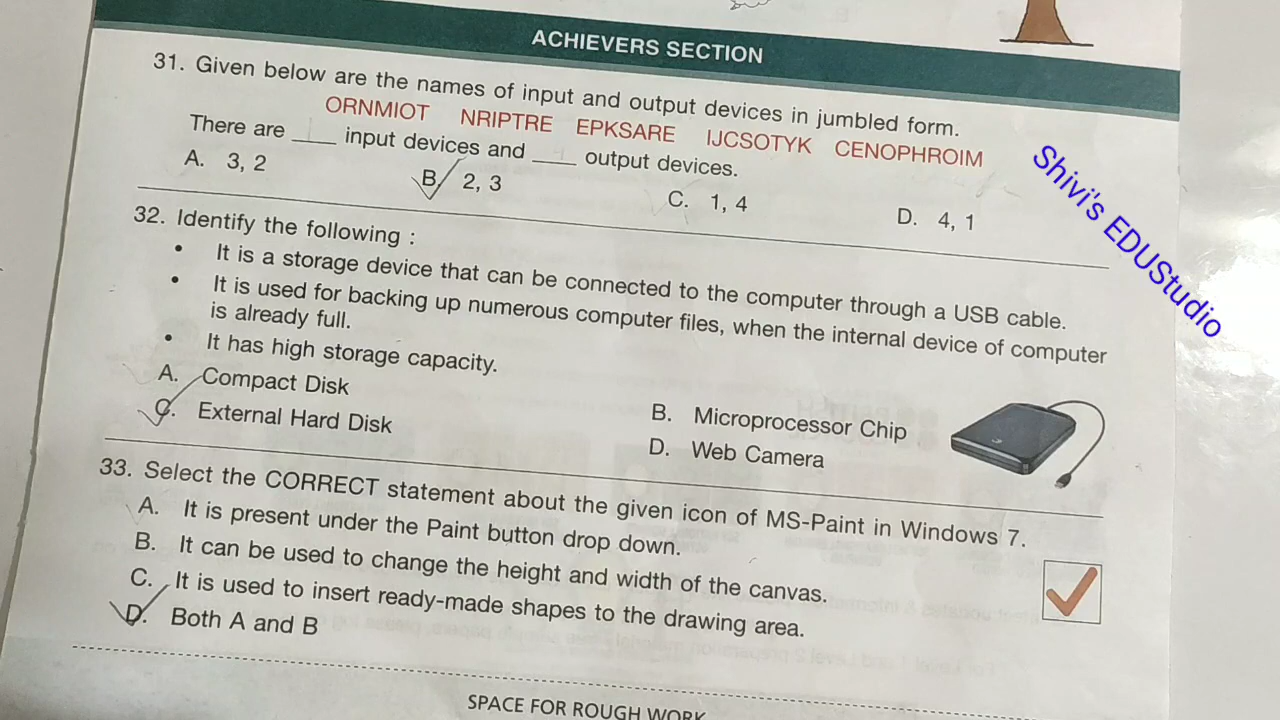 ACHIEVERS SECTION
31. Given below are the names of input and output devices in jumbled form.
ORNMIOT NRIPTRE EPKSARE IJCSOTYK CENOPHROIM
There are ____ input devices and ____ output devices.
A. 3, 2 B. 2, 3 C. 1, 4 D. 4, 1
32. Identify the following :
• It is a storage device that can be connected to the computer through a USB cable.
• It is used for backing up numerous computer files, when the internal device of computer
is already full.
• It has high storage capacity.
A. Compact Disk B. Microprocessor Chip
C. External Hard Disk D. Web Camera
33. Select the CORRECT statement about the given icon of MS-Paint in Windows 7.
A. It is present under the Paint button drop down.
B. It can be used to change the height and width of the canvas.
C. It is used to insert ready-made shapes to the drawing area.
D. Both A and B
SPACE FOR ROUGH WORK
Shivi's EDUStudio